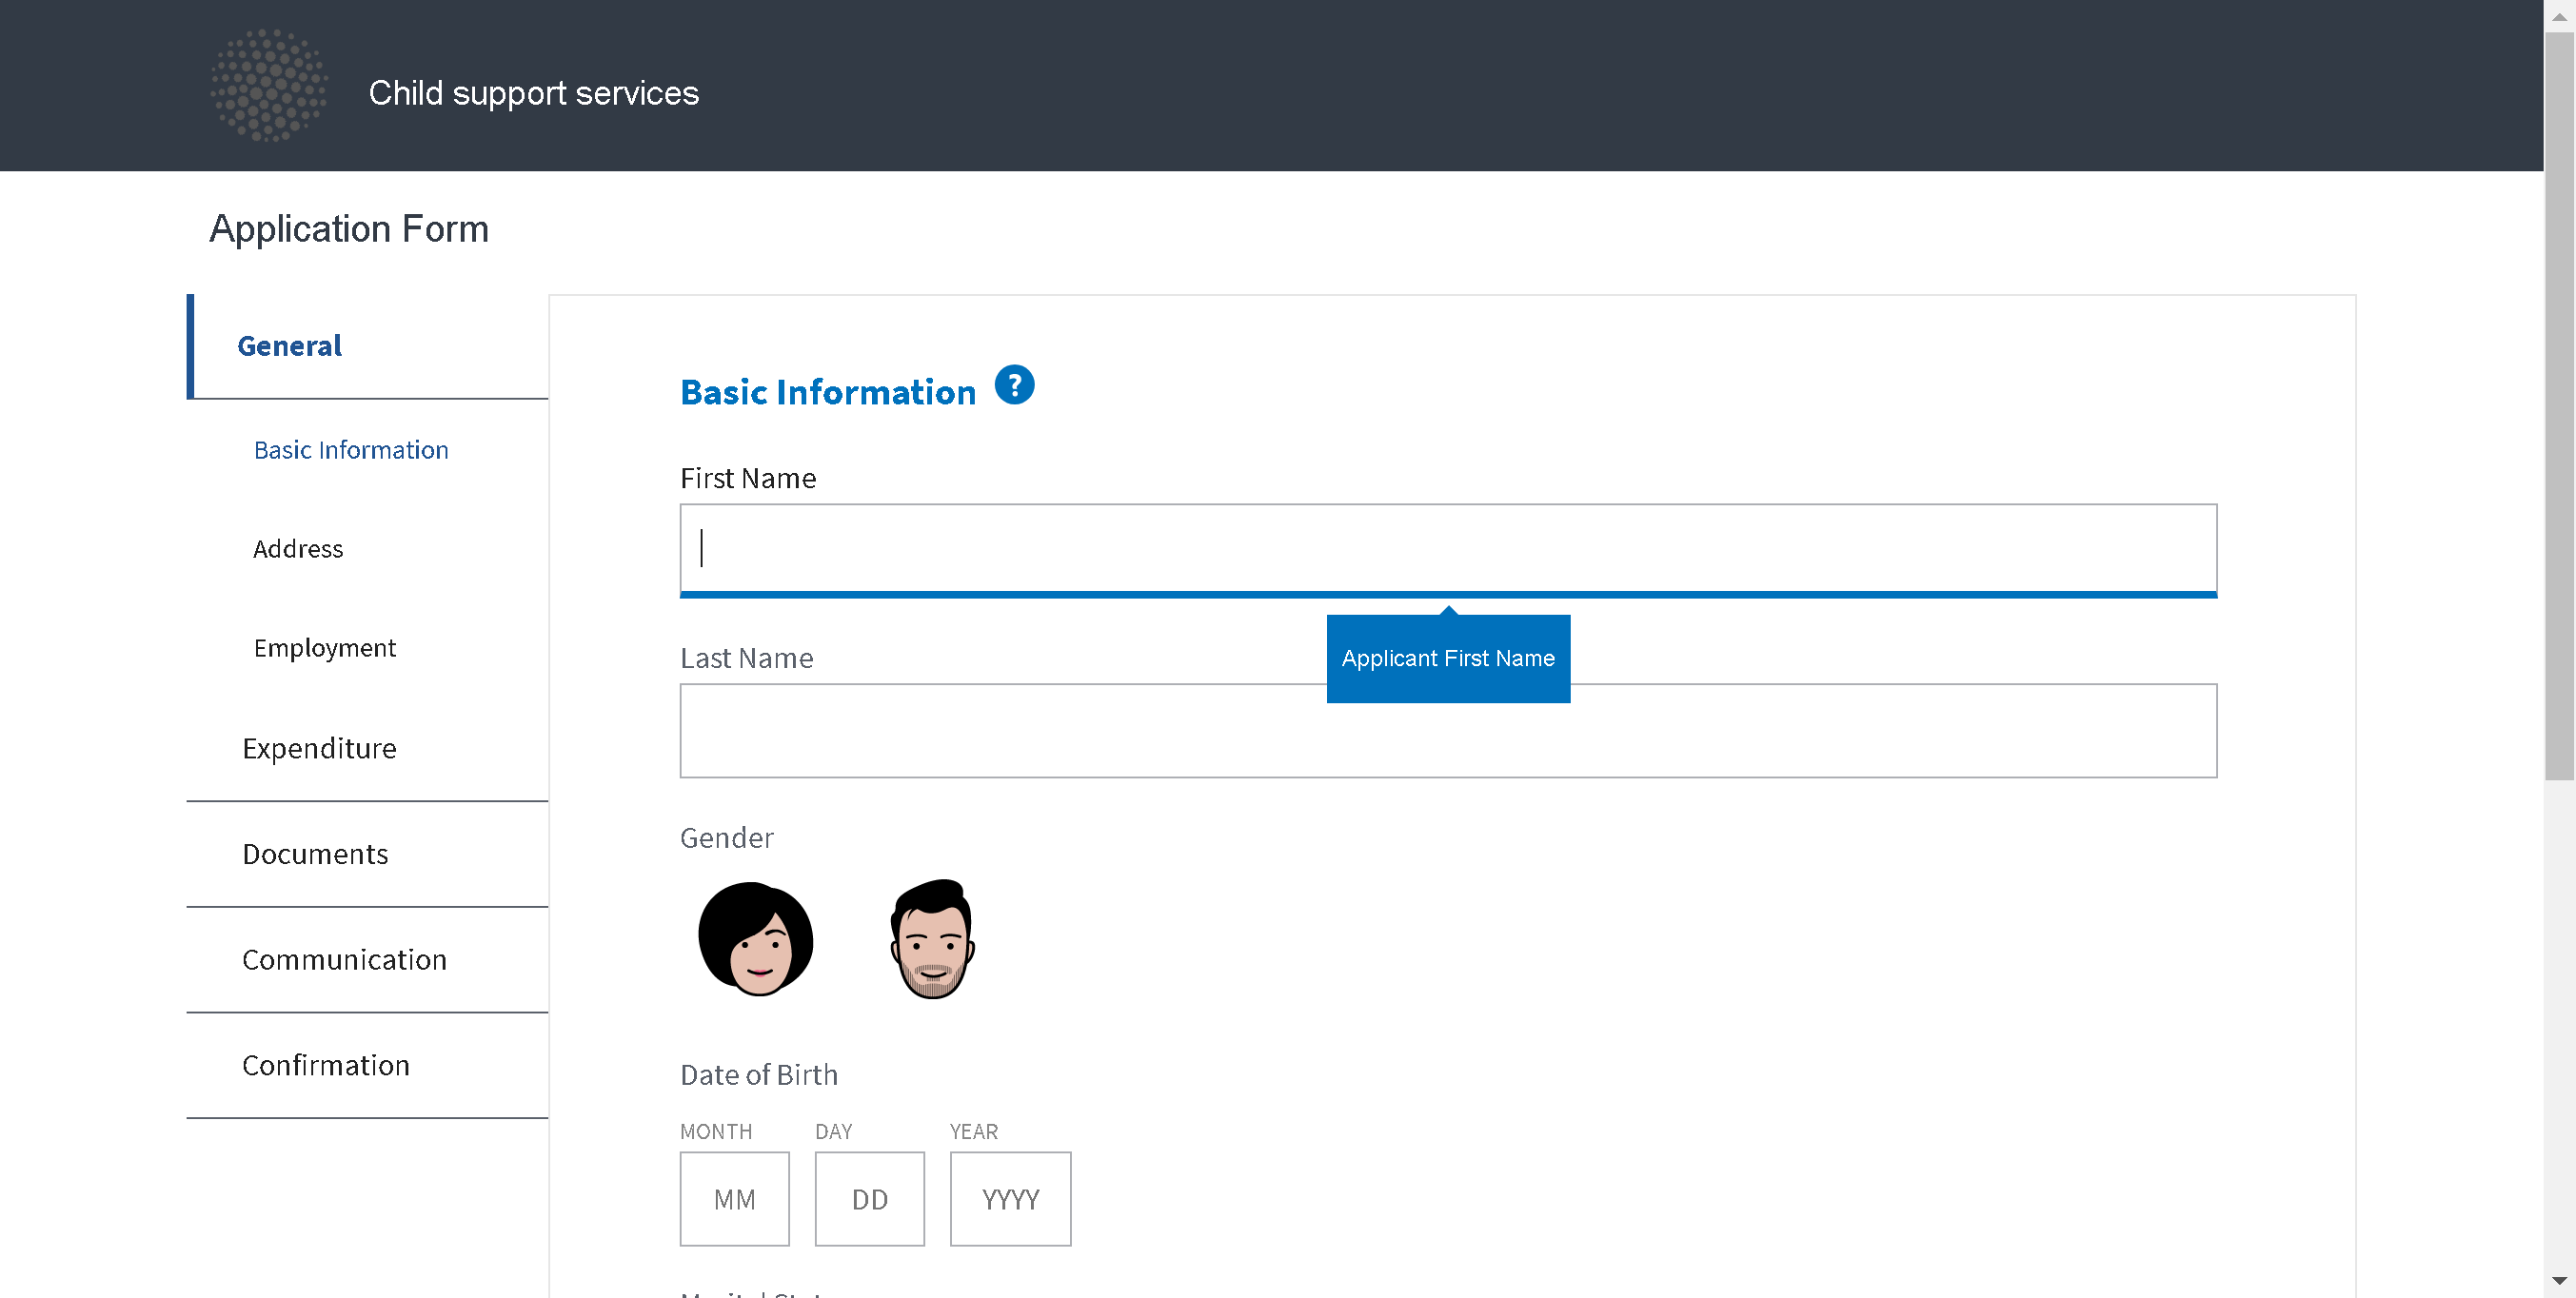 Child support services
Application Form
General
Basic Information
Address
Employment
Expenditure
Documents
Communication
Confirmation
Basic Information ?
First Name
Applicant First Name
Last Name
Gender
Date of Birth
MONTH DAY YEAR
MM DD YYYY